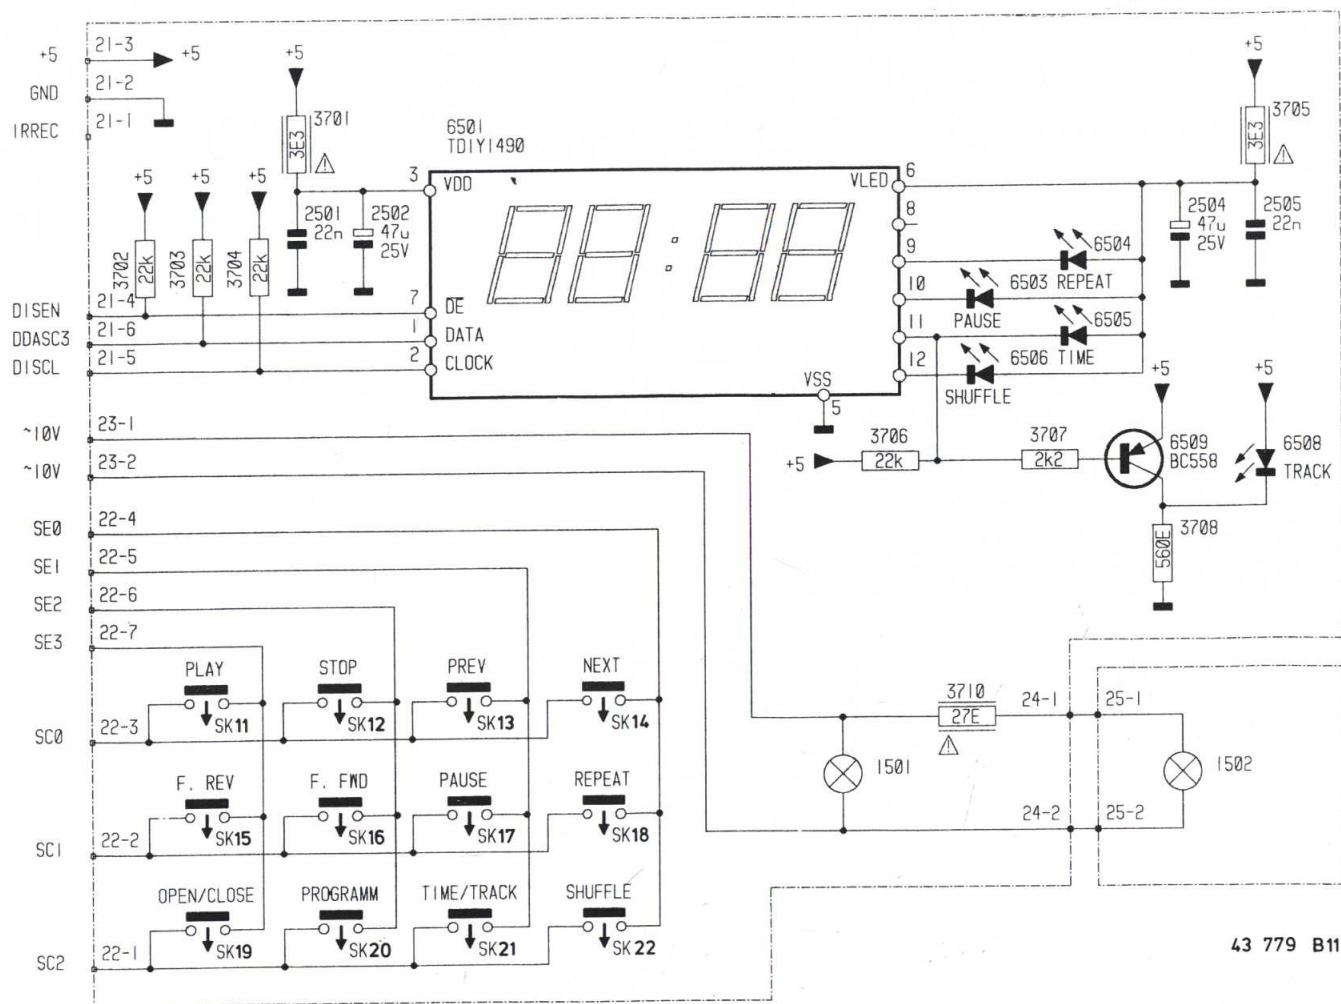 +5 21-3 +5
GND 21-2
IRREC 21-1
+5
3E3 3701
6501
TDIY1490
+5
3E3 3705
+5 +5 +5
3702 22k
3703 22k
3704 22k
2501
22n
2502
47u
25V
3 VDD
7 DE
1 DATA
2 CLOCK
VLED 6
8
9
10
11
12
VSS
5
6504
6503 REPEAT
PAUSE
6505
6506 TIME
SHUFFLE
2504
47u
25V
2505
22n
DISEN 21-4
DDASC3 21-6
DISCL 21-5
~10V 23-1
~10V 23-2
+5
3706
22k
3707
2k2
+5
6509
BC558
+5
6508
TRACK
560E 3708
SE0 22-4
SE1 22-5
SE2 22-6
SE3 22-7
PLAY STOP PREV NEXT
SK11 SK12 SK13 SK14
SC0 22-3
F. REV F. FWD PAUSE REPEAT
SK15 SK16 SK17 SK18
SC1 22-2
OPEN/CLOSE PROGRAMM TIME/TRACK SHUFFLE
SK19 SK20 SK21 SK22
SC2 22-1
3710
27E
24-1 25-1
1501
1502
24-2 25-2
43 779 B11